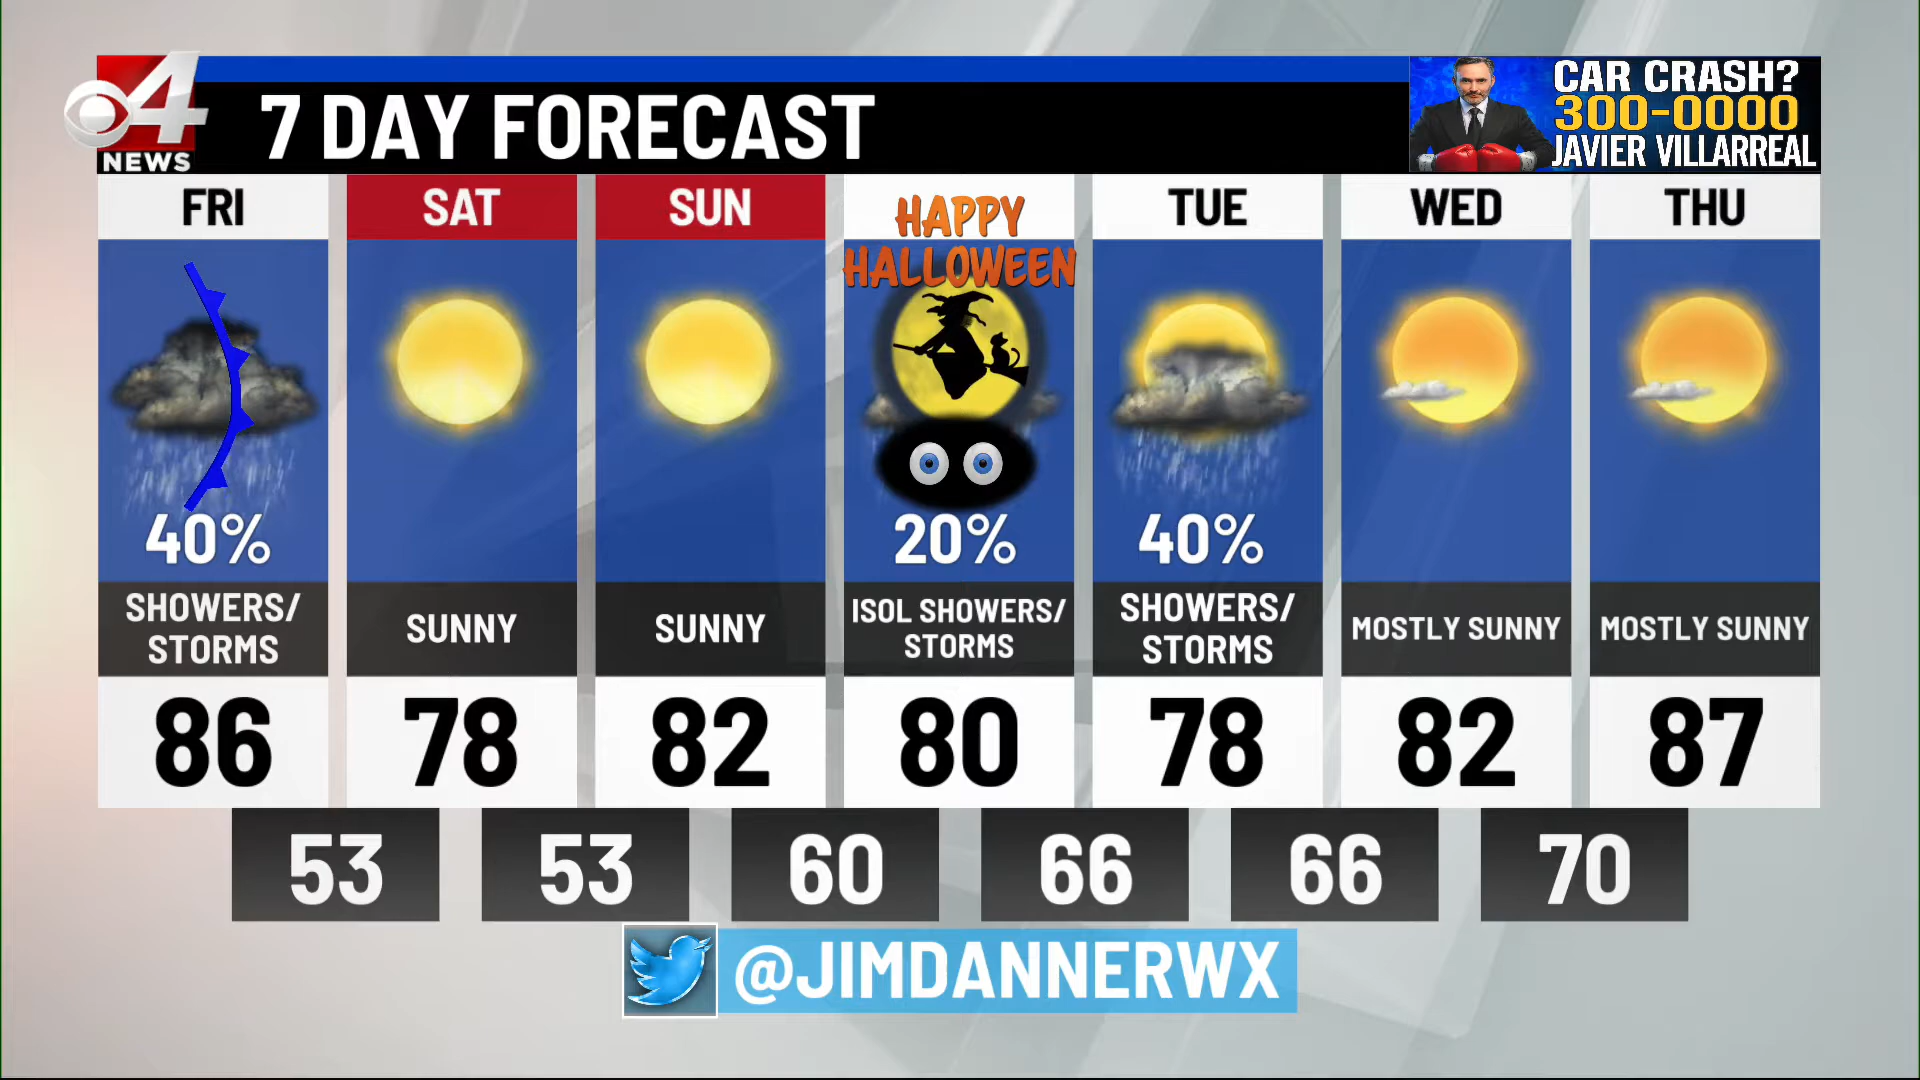 4
NEWS
7 DAY FORECAST
CAR CRASH?
300-0000
JAVIER VILLARREAL
FRI
SAT
SUN
HAPPY
HALLOWEEN
TUE
WED
THU
40%
20%
40%
SHOWERS/
STORMS
SUNNY
SUNNY
ISOL SHOWERS/
STORMS
SHOWERS/
STORMS
MOSTLY SUNNY
MOSTLY SUNNY
86
78
82
80
78
82
87
53
53
60
66
66
70
@JIMDANNERWX